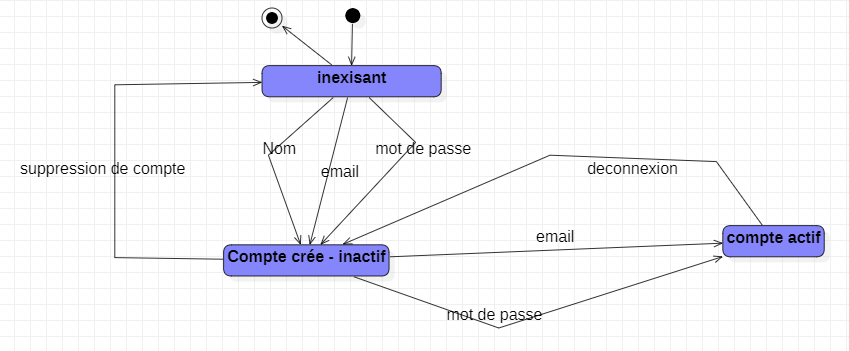 inexisant
Nom
email
mot de passe
suppression de compte
deconnexion
compte actif
email
Compte crée - inactif
mot de passe